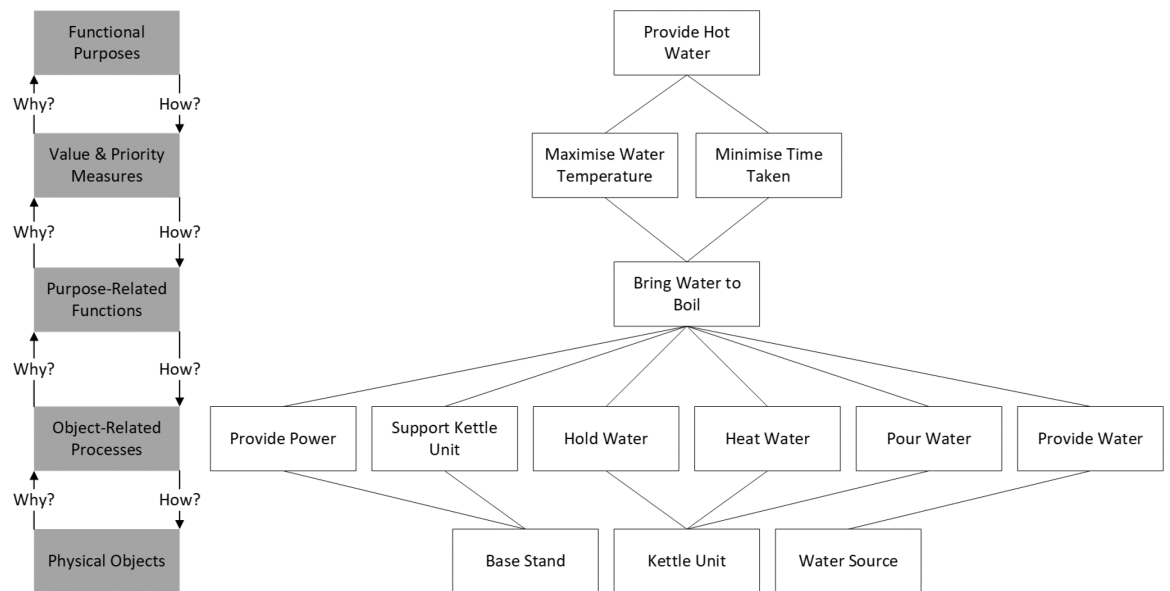 Functional
Purposes
Provide Hot
Water
Why?
How?
Value & Priority
Measures
Maximise Water
Temperature
Minimise Time
Taken
Why?
How?
Purpose-Related
Functions
Bring Water to
Boil
Why?
How?
Object-Related
Processes
Provide Power
Support Kettle
Unit
Hold Water
Heat Water
Pour Water
Provide Water
Why?
How?
Physical Objects
Base Stand
Kettle Unit
Water Source